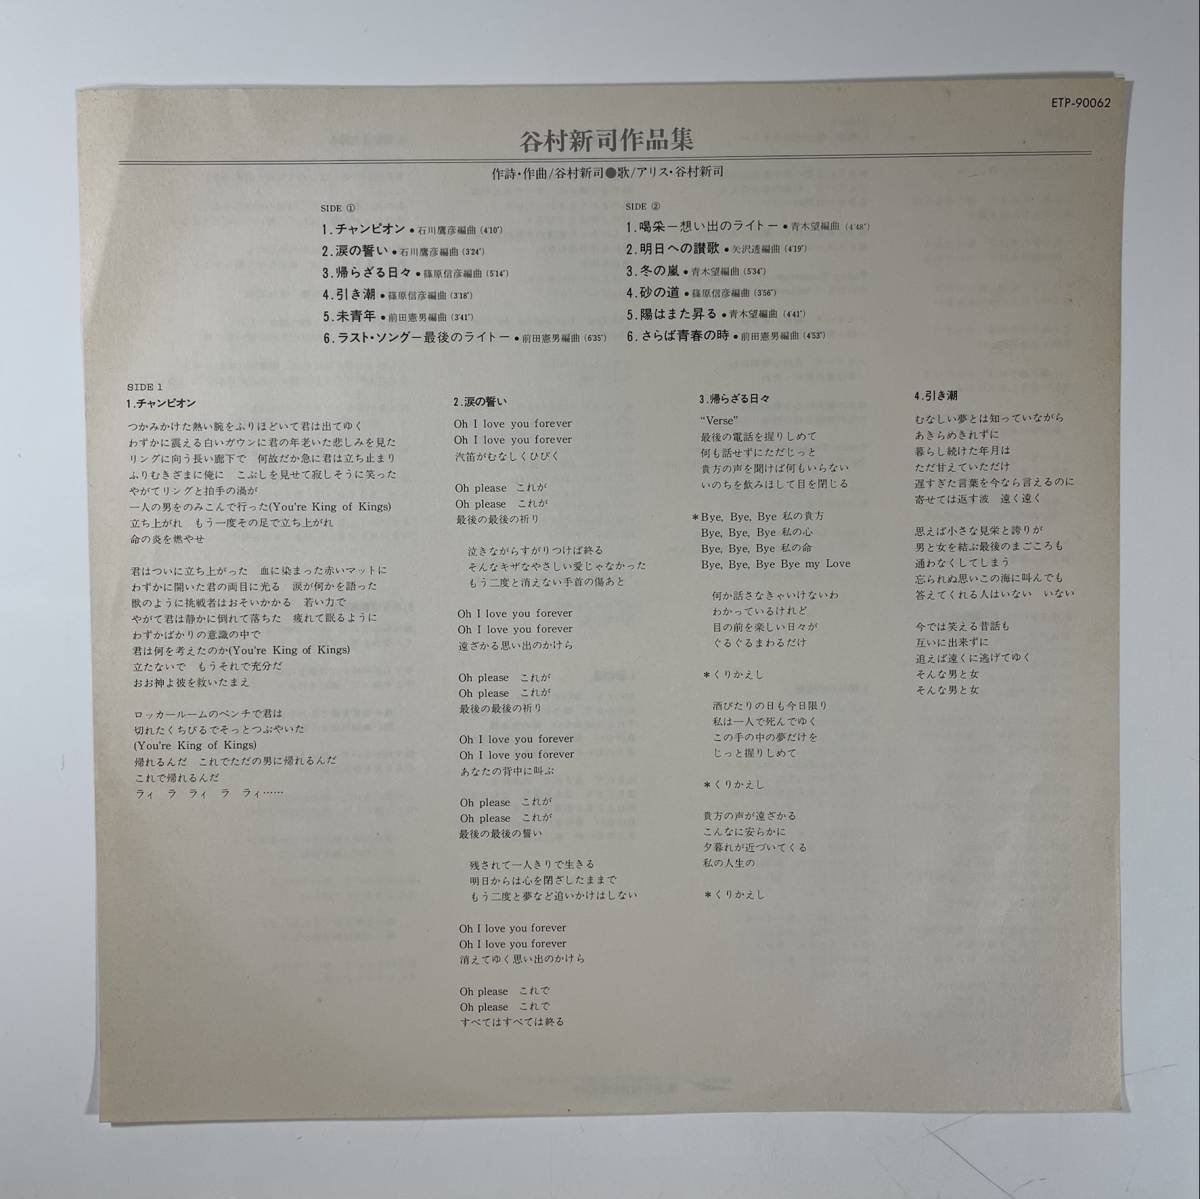 ETP-90062
谷村新司作品集
作詩・作曲/谷村新司●歌/アリス・谷村新司
SIDE ①
1.チャンピオン●石川鷹彦編曲(4'10")
2.涙の誓い●石川鷹彦編曲(3'24")
3.帰らざる日々●篠原信彦編曲(5'14")
4.引き潮●篠原信彦編曲(3'18")
5.未青年●前田憲男編曲(3'41")
6.ラスト・ソングー最後のライトー●前田憲男編曲(6'35")
SIDE ②
1.喝采ー想い出のライトー●青木望編曲(4'48")
2.明日への讃歌●矢沢透編曲(4'19")
3.冬の嵐●青木望編曲(5'34")
4.砂の道●篠原信彦編曲(3'56")
5.陽はまた昇る●青木望編曲(4'41")
6.さらば青春の時●前田憲男編曲(4'53")
SIDE 1
1.チャンピオン
つかみかけた熱い腕をふりほどいて君は出てゆく
わずかに震える白いガウンに君の年老いた悲しみを見た
リングに向う長い廊下で　何故だか急に君は立ち止まり
ふりむきざまに俺に　こぶしを見せて寂しそうに笑った
やがてリングと拍手の渦が
一人の男をのみこんで行った(You're King of Kings)
立ち上がれ　もう一度その足で立ち上がれ
命の炎を燃やせ
君はついに立ち上がった　血に染まった赤いマットに
わずかに開いた君の両目に光る　涙が何かを語った
獣のように挑戦者はおそいかかる　若い力で
やがて君は静かに倒れて落ちた　疲れて眠るように
わずかばかりの意識の中で
君は何を考えたのか(You're King of Kings)
立たないで　もうそれで充分だ
おお神よ彼を救いたまえ
ロッカールームのベンチで君は
切れたくちびるでそっとつぶやいた
(You're King of Kings)
帰れるんだ　これでただの男に帰れるんだ
これで帰れるんだ
ラィ　ラ　ラィ　ラ　ラィ……
2.涙の誓い
Oh I love you forever
Oh I love you forever
汽笛がむなしくひびく
Oh please　これが
Oh please　これが
最後の最後の祈り
泣きながらすがりつけば終る
そんなキザなやさしい愛じゃなかった
もう二度と消えない手首の傷あと
Oh I love you forever
Oh I love you forever
遠ざかる思い出のかけら
Oh please　これが
Oh please　これが
最後の最後の祈り
Oh I love you forever
Oh I love you forever
あなたの背中に叫ぶ
Oh please　これが
Oh please　これが
最後の最後の誓い
残されて一人きりで生きる
明日からは心を閉ざしたままで
もう二度と夢など追いかけはしない
Oh I love you forever
Oh I love you forever
消えてゆく思い出のかけら
Oh please　これで
Oh please　これで
すべてはすべては終る
3.帰らざる日々
"Verse"
最後の電話を握りしめて
何も話せずにただじっと
貴方の声を聞けば何もいらない
いのちを飲みほして目を閉じる
*Bye, Bye, Bye 私の貴方
Bye, Bye, Bye 私の心
Bye, Bye, Bye 私の命
Bye, Bye, Bye Bye my Love
何か話さなきゃいけないわ
わかっているけれど
目の前を楽しい日々が
ぐるぐるまわるだけ
*くりかえし
酒びたりの日も今日限り
私は一人で死んでゆく
この手の中の夢だけを
じっと握りしめて
*くりかえし
貴方の声が遠ざかる
こんなに安らかに
夕暮れが近づいてくる
私の人生の
*くりかえし
4.引き潮
むなしい夢とは知っていながら
あきらめきれずに
暮らし続けた年月は
ただ甘えていただけ
遅すぎた言葉を今なら言えるのに
寄せては返す波　遠く遠く
思えば小さな見栄と誇りが
男と女を結ぶ最後のまごころも
通わなくしてしまう
忘られぬ思いこの海に叫んでも
答えてくれる人はいない　いない
今では笑える昔話も
互いに出来ずに
追えば遠くに逃げてゆく
そんな男と女
そんな男と女